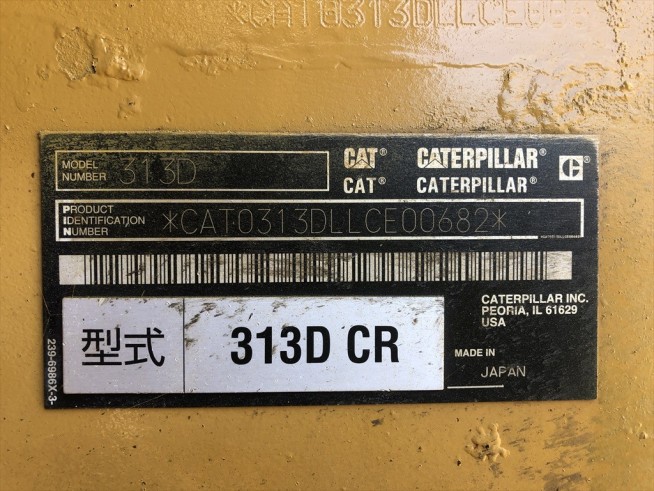 *CAT0313DLLCE00
MODEL
NUMBER
313D
CAT® CATERPILLAR®
CAT® CATERPILLAR®
PRODUCT
IDENTIFICATION
NUMBER
*CAT0313DLLCE00682*
CATERPILLAR INC.
PEORIA, IL 61629
USA
型式 313D CR
MADE IN
JAPAN
239-6986X-3-